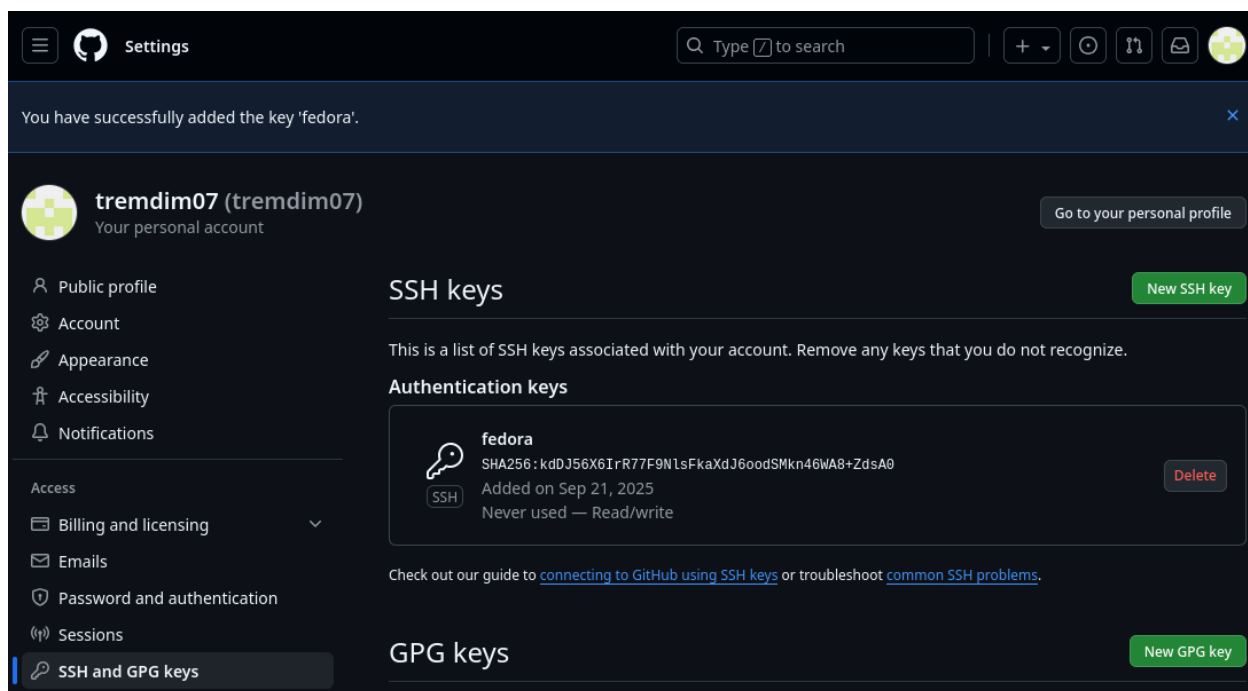 Settings
Type / to search
You have successfully added the key 'fedora'.
tremdim07 (tremdim07)
Your personal account
Go to your personal profile
Public profile
Account
Appearance
Accessibility
Notifications
Access
Billing and licensing
Emails
Password and authentication
Sessions
SSH and GPG keys
SSH keys
New SSH key
This is a list of SSH keys associated with your account. Remove any keys that you do not recognize.
Authentication keys
fedora
SHA256:kdDJ56X6IrR77F9NlsFkaXdJ6oodSMkn46WA8+ZdsA0
SSH
Added on Sep 21, 2025
Never used — Read/write
Delete
Check out our guide to connecting to GitHub using SSH keys or troubleshoot common SSH problems.
GPG keys
New GPG key